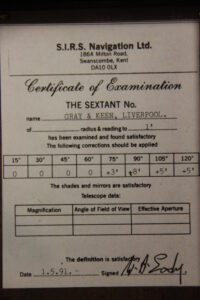 S.I.R.S. Navigation Ltd.
186A Milton Road,
Swanscombe, Kent
DA10 0LX
Certificate of Examination
THE SEXTANT No.
name GRAY & KEEN, LIVERPOOL.
of radius & reading to 1'
has been examined and found satisfactory
The following corrections should be applied
15° 30° 45° 60° 75° 90° 105° 120°
0 0 0 0 +3' +8' +5' +5'
The shades and mirrors are satisfactory
Telescope data:
Magnification Angle of Field of View Effective Aperture
The definition is satisfactory
Date 1.5.91. Signed